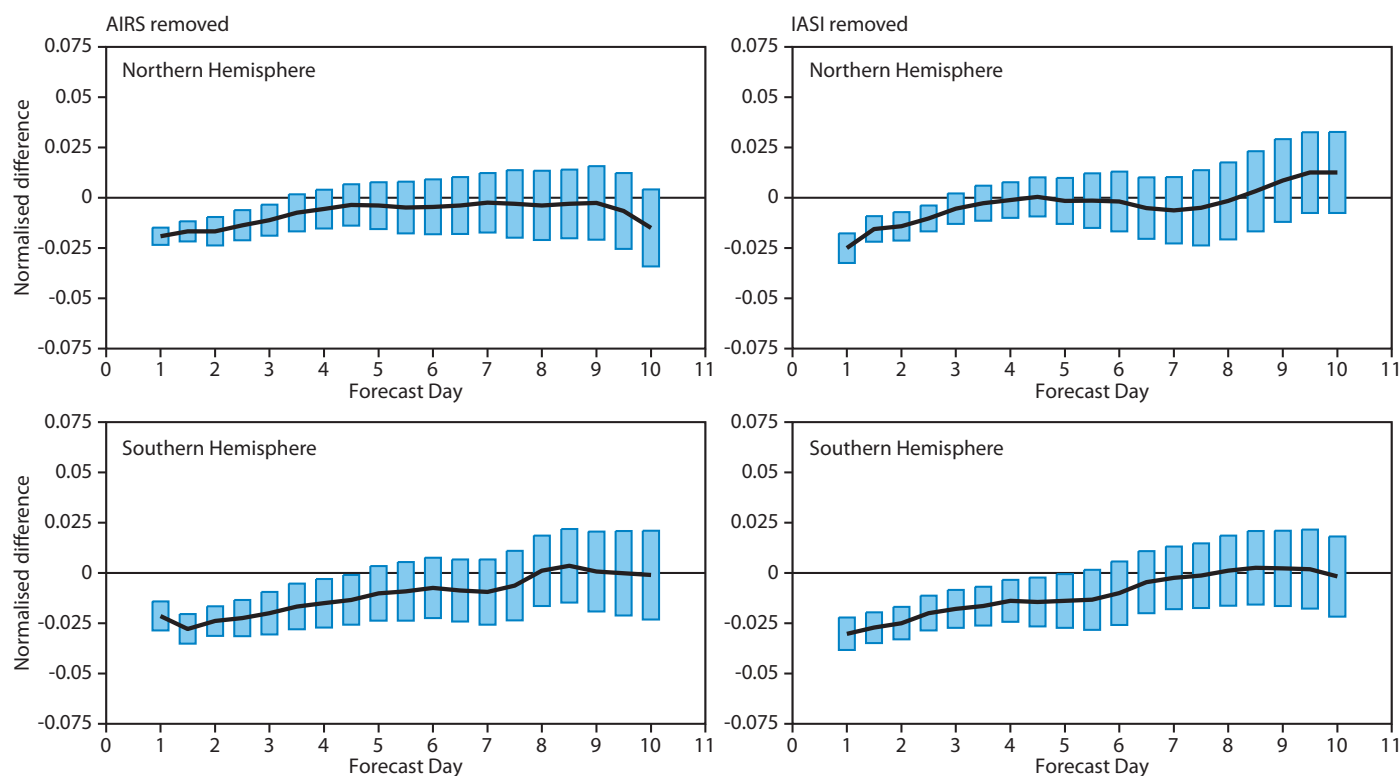 AIRS removed
0.075
0.05
0.025
0
-0.025
-0.05
-0.075
Normalised difference
Northern Hemisphere
0 1 2 3 4 5 6 7 8 9 10 11
Forecast Day
IASI removed
0.075
0.05
0.025
0
-0.025
-0.05
-0.075
Northern Hemisphere
0 1 2 3 4 5 6 7 8 9 10 11
Forecast Day
0.075
0.05
0.025
0
-0.025
-0.05
-0.075
Normalised difference
Southern Hemisphere
0 1 2 3 4 5 6 7 8 9 10 11
Forecast Day
0.075
0.05
0.025
0
-0.025
-0.05
-0.075
Southern Hemisphere
0 1 2 3 4 5 6 7 8 9 10 11
Forecast Day